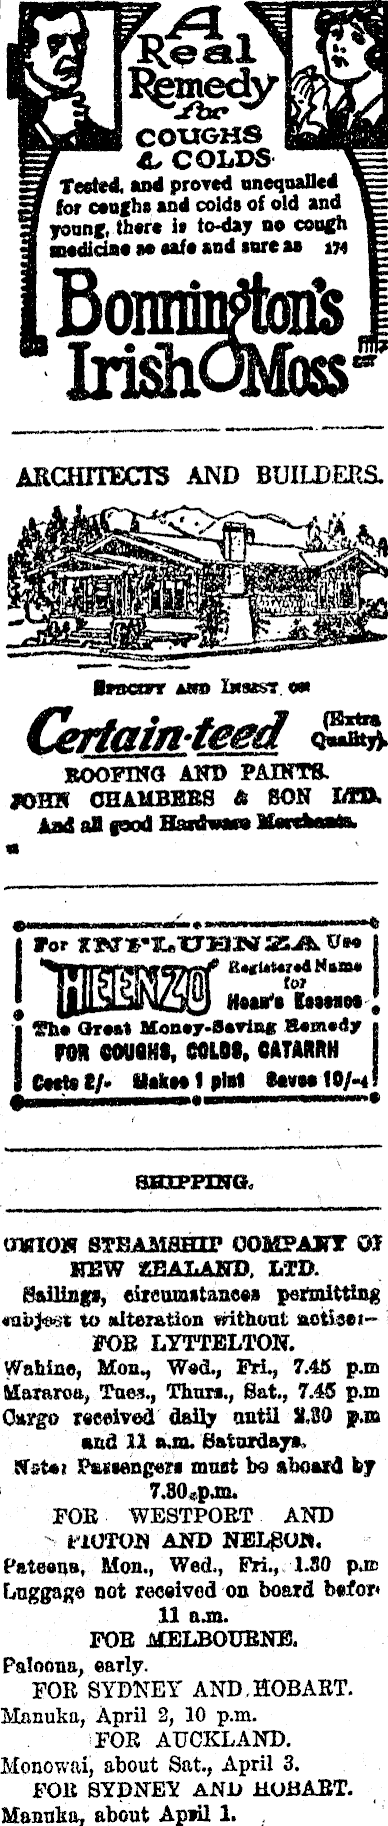 A
Real
Remedy
for
COUGHS
& COLDS
Tested, and proved unequalled
for coughs and colds of old and
young, there is to-day no cough
medicine so safe and sure as 174
Bonnington's
Irish Moss
ARCHITECTS AND BUILDERS.
SPECIFY AND INSIST ON
Certain-teed (Extra Quality).
ROOFING AND PAINTS.
JOHN CHAMBERS & SON LTD.
And all good Hardware Merchants.
For INFLUENZA Use
"HEENZO" Registered Name
for
Hean's Essence
The Great Money-Saving Remedy
FOR COUGHS, COLDS, CATARRH
Costs 2/- Makes 1 pint Saves 10/-
SHIPPING.
UNION STEAMSHIP COMPANY OF
NEW ZEALAND, LTD.
Sailings, circumstances permitting
subject to alteration without notice:—
FOR LYTTELTON.
Wahine, Mon., Wed., Fri., 7.45 p.m
Mararoa, Tues., Thurs., Sat., 7.45 p.m
Cargo received daily until 2.30 p.m
and 11 a.m. Saturdays.
Note: Passengers must be aboard by
7.30 p.m.
FOR WESTPORT AND
PICTON AND NELSON.
Pateena, Mon., Wed., Fri., 1.30 p.m
Luggage not received on board before
11 a.m.
FOR MELBOURNE.
Paloona, early.
FOR SYDNEY AND HOBART.
Manuka, April 2, 10 p.m.
FOR AUCKLAND.
Monowai, about Sat., April 3.
FOR SYDNEY AND HOBART.
Manuka, about April 1.